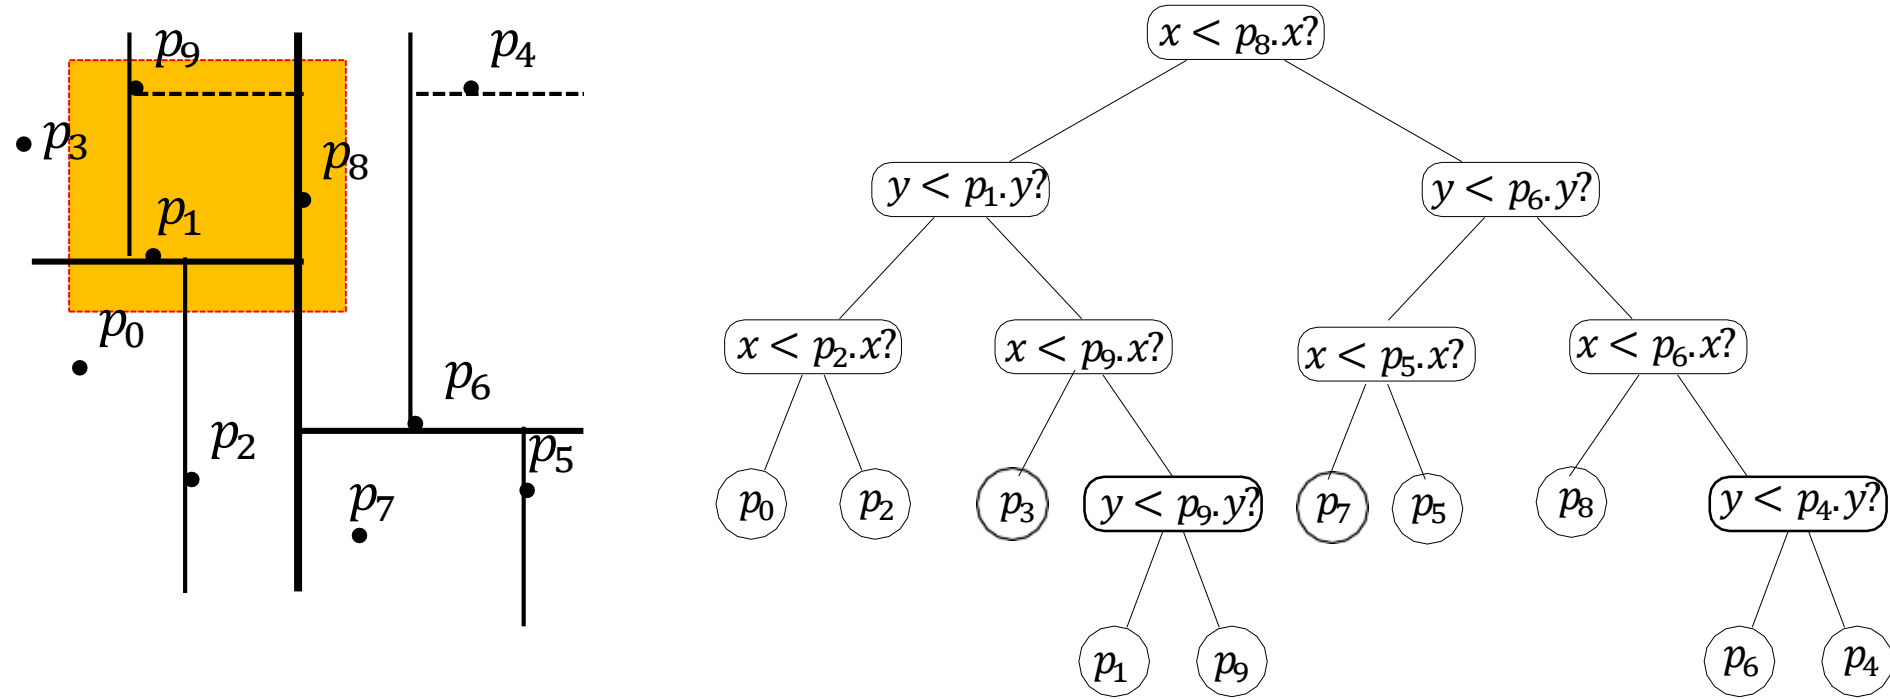 p₉
p₄
p₃
p₈
p₁
p₀
p₆
p₂
p₅
p₇
x < p₈.x?
y < p₁.y?
y < p₆.y?
x < p₂.x?
x < p₉.x?
x < p₅.x?
x < p₆.x?
p₀
p₂
p₃
y < p₉.y?
p₇
p₅
p₈
y < p₄.y?
p₁
p₉
p₆
p₄